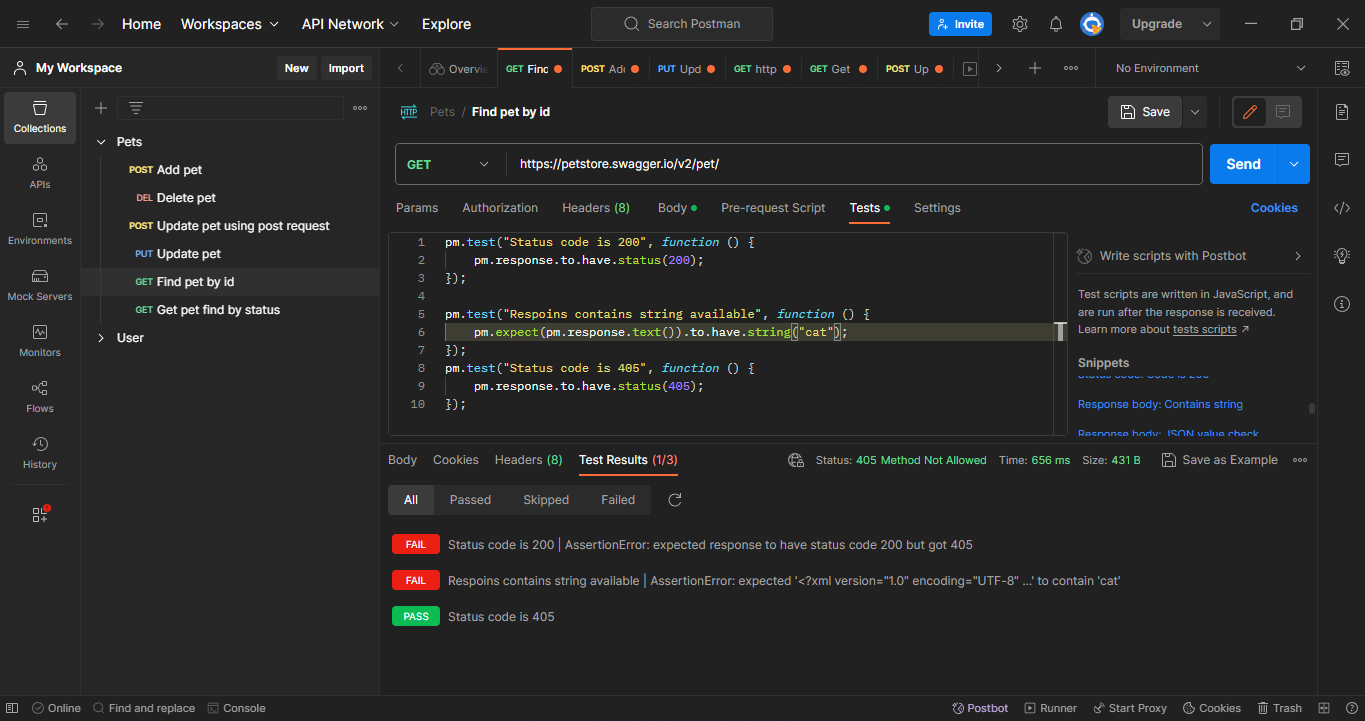 Home Workspaces API Network Explore Search Postman Invite Upgrade
My Workspace New Import
Overvie GET Find POST Add PUT Upd GET http GET Get POST Up No Environment
Collections
APIs
Environments
Mock Servers
Monitors
Flows
History
Pets
POST Add pet
DEL Delete pet
POST Update pet using post request
PUT Update pet
GET Find pet by id
GET Get pet find by status
User
HTTP Pets / Find pet by id Save
GET https://petstore.swagger.io/v2/pet/ Send
Params Authorization Headers (8) Body Pre-request Script Tests Settings Cookies
1 pm.test("Status code is 200", function () {
2 pm.response.to.have.status(200);
3 });
4
5 pm.test("Respoins contains string available", function () {
6 pm.expect(pm.response.text()).to.have.string("cat");
7 });
8 pm.test("Status code is 405", function () {
9 pm.response.to.have.status(405);
10 });
Write scripts with Postbot
Test scripts are written in JavaScript, and
are run after the response is received.
Learn more about tests scripts
Snippets
Status code: Code is 200
Response body: Contains string
Response body: JSON value check
Body Cookies Headers (8) Test Results (1/3) Status: 405 Method Not Allowed Time: 656 ms Size: 431 B Save as Example
All Passed Skipped Failed
FAIL Status code is 200 | AssertionError: expected response to have status code 200 but got 405
FAIL Respoins contains string available | AssertionError: expected '<?xml version="1.0" encoding="UTF-8" ...' to contain 'cat'
PASS Status code is 405
Online Find and replace Console Postbot Runner Start Proxy Cookies Trash